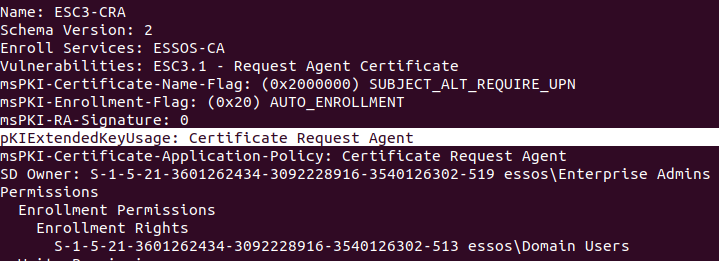 Name: ESC3-CRA
Schema Version: 2
Enroll Services: ESSOS-CA
Vulnerabilities: ESC3.1 - Request Agent Certificate
msPKI-Certificate-Name-Flag: (0x2000000) SUBJECT_ALT_REQUIRE_UPN
msPKI-Enrollment-Flag: (0x20) AUTO_ENROLLMENT
msPKI-RA-Signature: 0
pKIExtendedKeyUsage: Certificate Request Agent
msPKI-Certificate-Application-Policy: Certificate Request Agent
SD Owner: S-1-5-21-3601262434-3092228916-3540126302-519 essos\Enterprise Admins
Permissions
  Enrollment Permissions
    Enrollment Rights
      S-1-5-21-3601262434-3092228916-3540126302-513 essos\Domain Users